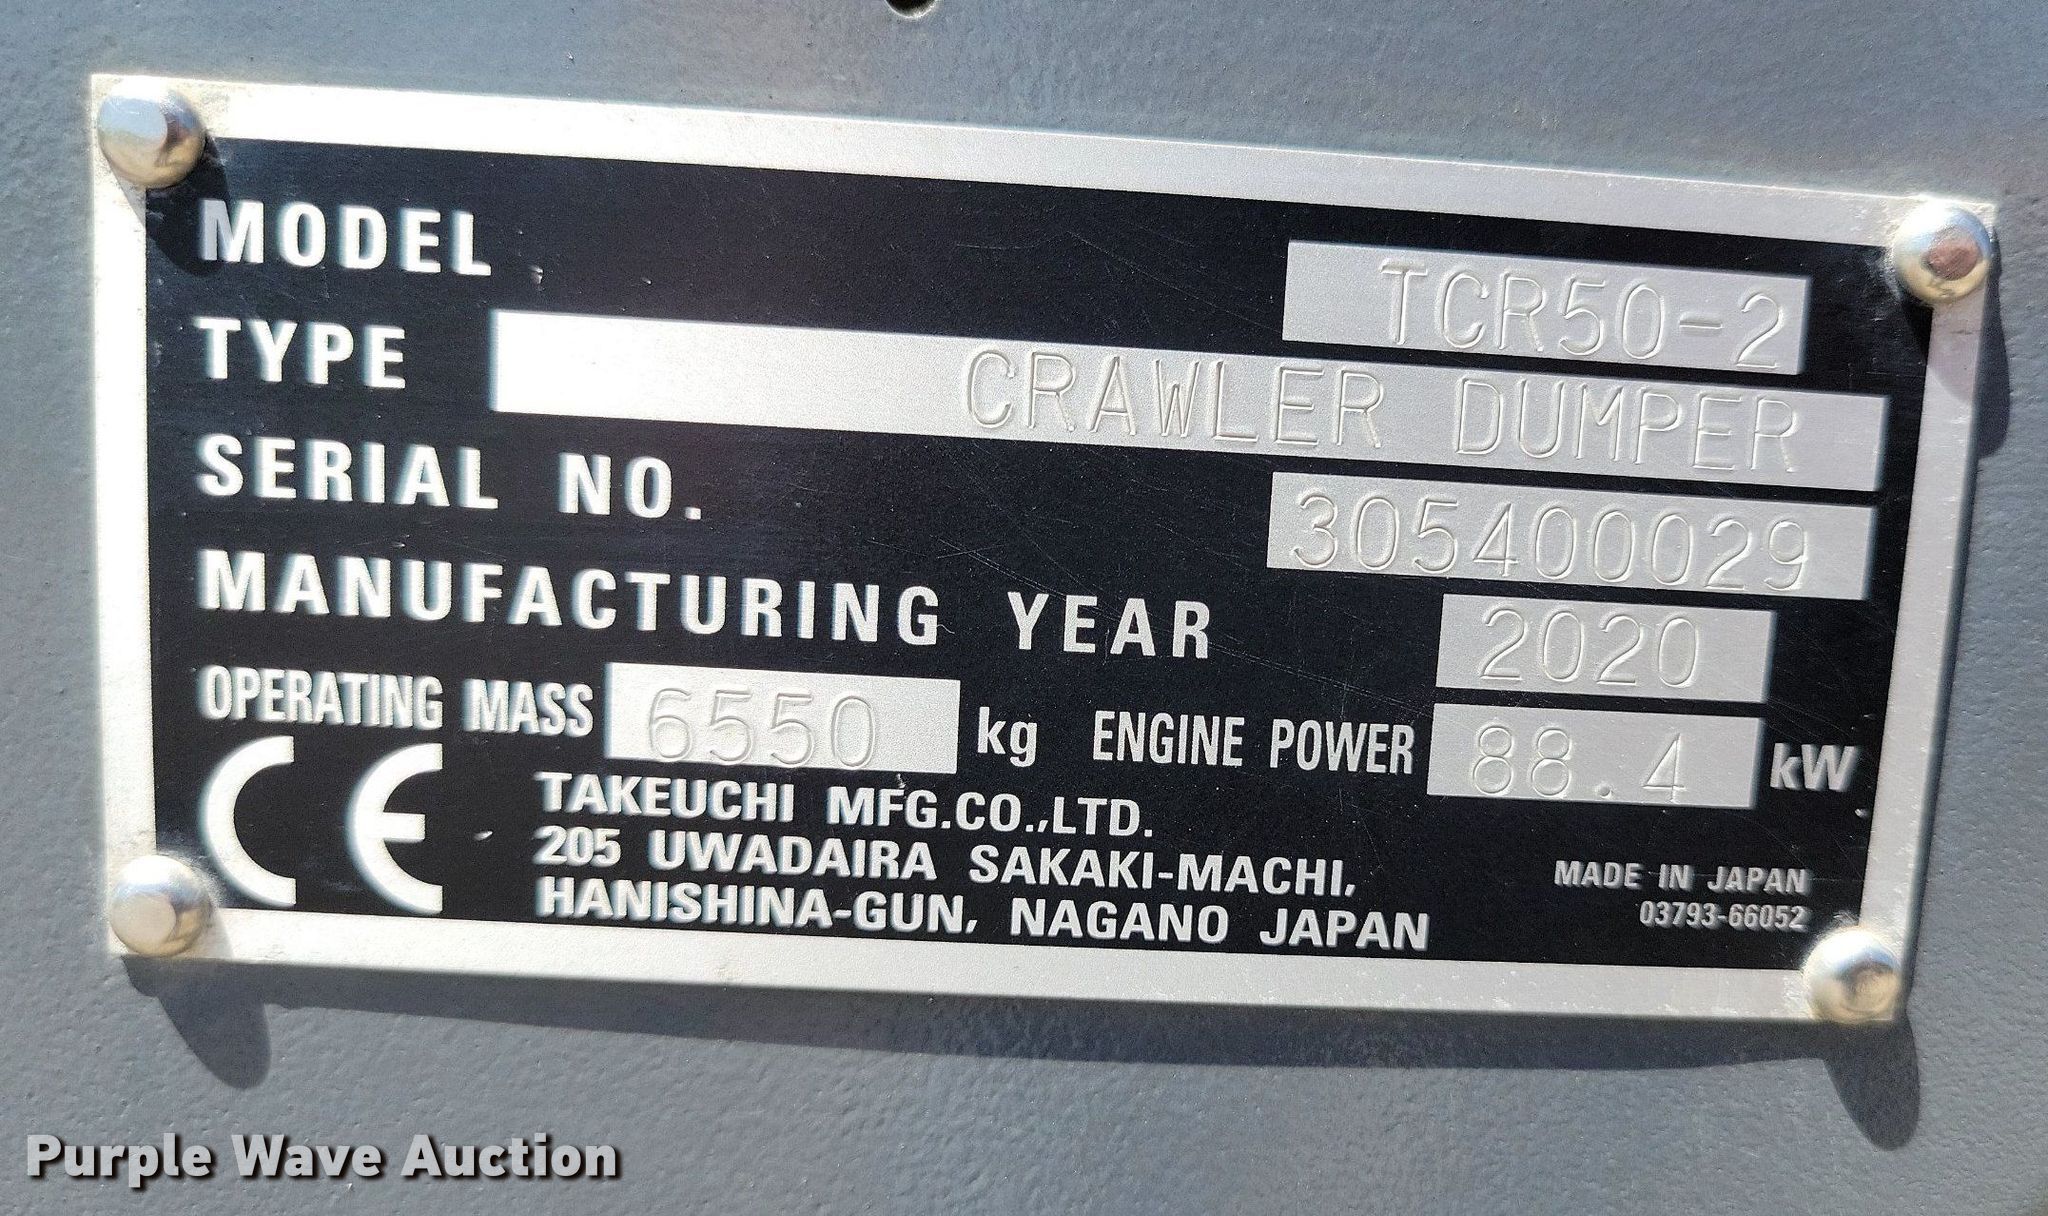 MODEL TCR50-2
TYPE CRAWLER DUMPER
SERIAL NO. 305400029
MANUFACTURING YEAR 2020
OPERATING MASS 6550 kg ENGINE POWER 88.4 kW
CE
TAKEUCHI MFG.CO.,LTD.
205 UWADAIRA SAKAKI-MACHI,
HANISHINA-GUN, NAGANO JAPAN
MADE IN JAPAN
03793-66052
Purple Wave Auction